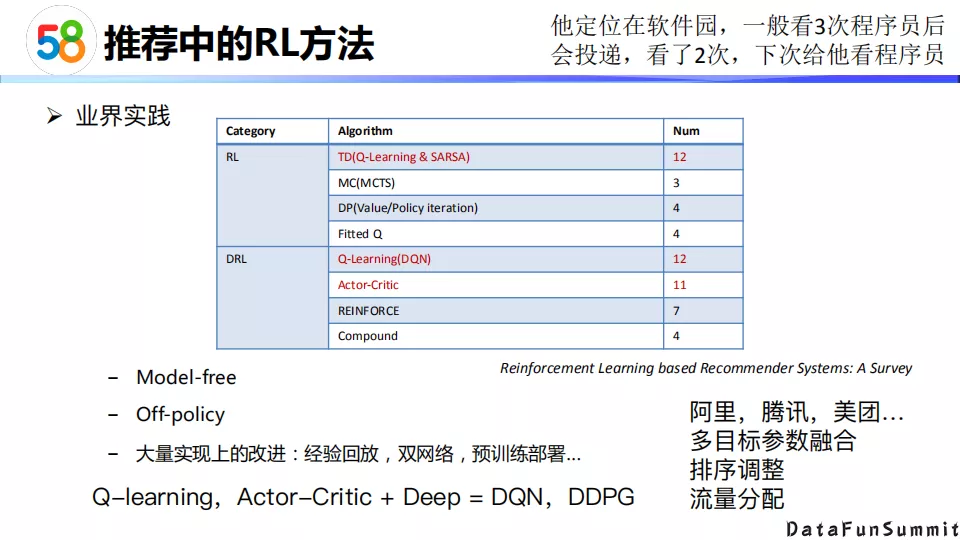 58
推荐中的RL方法
他定位在软件园，一般看3次程序员后
会投递，看了2次，下次给他看程序员
➢ 业界实践
Category Algorithm Num
RL TD(Q-Learning & SARSA) 12
MC(MCTS) 3
DP(Value/Policy iteration) 4
Fitted Q 4
DRL Q-Learning(DQN) 12
Actor-Critic 11
REINFORCE 7
Compound 4
Reinforcement Learning based Recommender Systems: A Survey
– Model-free
– Off-policy
– 大量实现上的改进：经验回放，双网络，预训练部署...
Q-learning，Actor-Critic + Deep = DQN，DDPG
阿里，腾讯，美团…
多目标参数融合
排序调整
流量分配
DataFunSummit